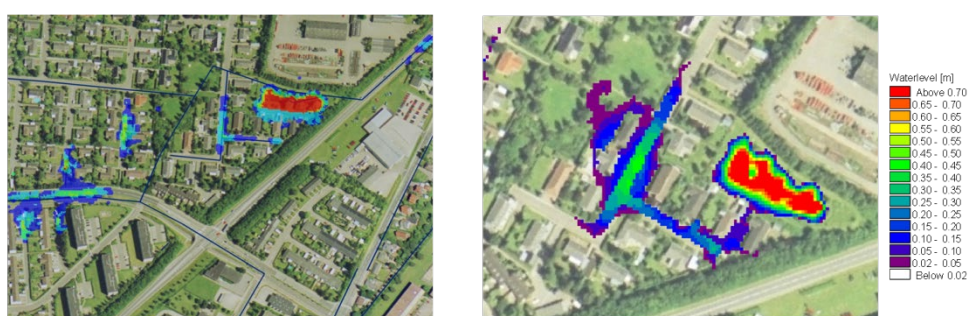 Waterlevel [m]
Above 0.70
0.65 - 0.70
0.60 - 0.65
0.55 - 0.60
0.50 - 0.55
0.45 - 0.50
0.40 - 0.45
0.35 - 0.40
0.30 - 0.35
0.25 - 0.30
0.20 - 0.25
0.15 - 0.20
0.10 - 0.15
0.05 - 0.10
0.02 - 0.05
Below 0.02